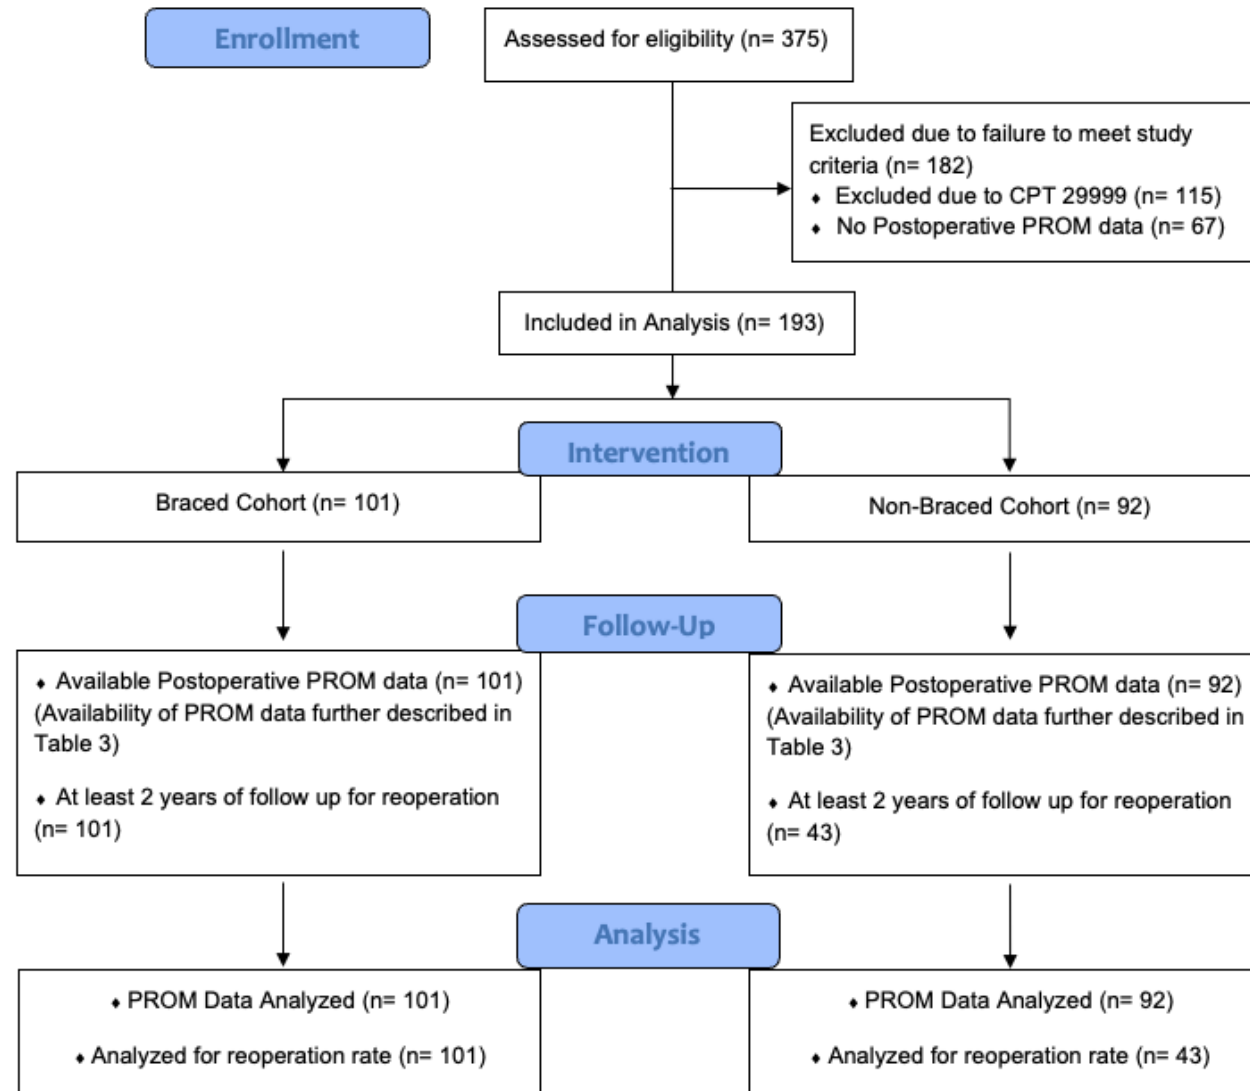 Enrollment
Assessed for eligibility (n= 375)
Excluded due to failure to meet study
criteria (n= 182)
⬧ Excluded due to CPT 29999 (n= 115)
⬧ No Postoperative PROM data (n= 67)
Included in Analysis (n= 193)
Intervention
Braced Cohort (n= 101)
Non-Braced Cohort (n= 92)
Follow-Up
⬧ Available Postoperative PROM data (n= 101)
(Availability of PROM data further described in
Table 3)
⬧ At least 2 years of follow up for reoperation
(n= 101)
⬧ Available Postoperative PROM data (n= 92)
(Availability of PROM data further described in
Table 3)
⬧ At least 2 years of follow up for reoperation
(n= 43)
Analysis
⬧ PROM Data Analyzed (n= 101)
⬧ Analyzed for reoperation rate (n= 101)
⬧ PROM Data Analyzed (n= 92)
⬧ Analyzed for reoperation rate (n= 43)